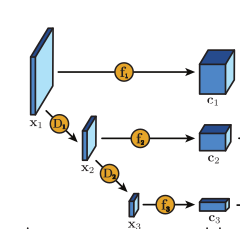 f₁
c₁
x₁
D₁
f₂
c₂
x₂
D₂
f₃
c₃
x₃